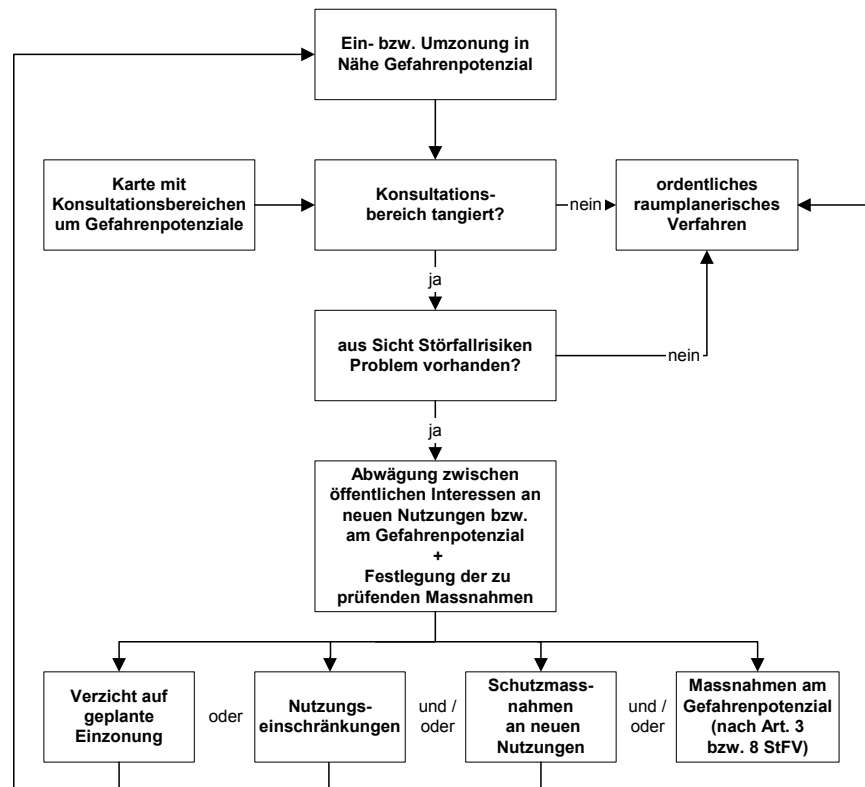 Ein- bzw. Umzonung in
Nähe Gefahrenpotenzial
Karte mit
Konsultationsbereichen
um Gefahrenpotenziale
Konsultations-
bereich tangiert?
nein
ordentliches
raumplanerisches
Verfahren
ja
aus Sicht Störfallrisiken
Problem vorhanden?
nein
ja
Abwägung zwischen
öffentlichen Interessen an
neuen Nutzungen bzw.
am Gefahrenpotenzial
+
Festlegung der zu
prüfenden Massnahmen
Verzicht auf
geplante
Einzonung
oder
Nutzungs-
einschränkungen
und /
oder
Schutzmass-
nahmen
an neuen
Nutzungen
und /
oder
Massnahmen am
Gefahrenpotenzial
(nach Art. 3
bzw. 8 StFV)